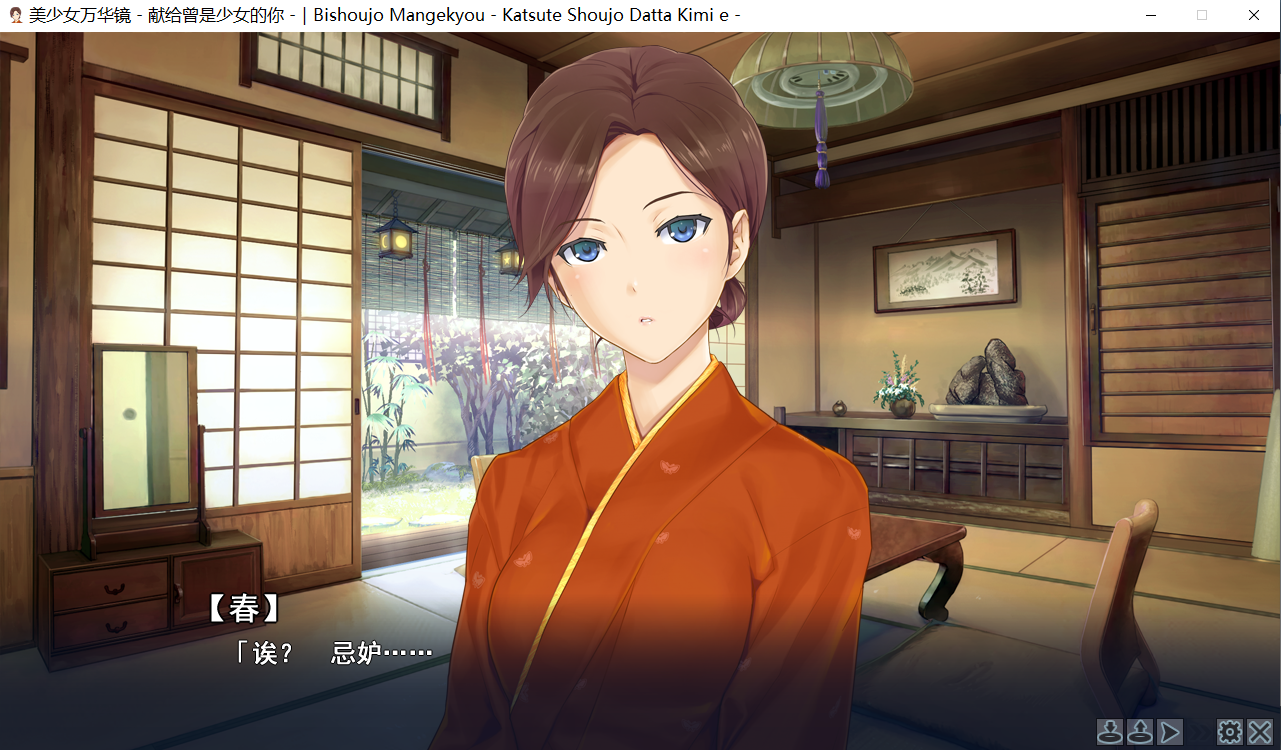 美少女万华镜 - 献给曾是少女的你 - | Bishoujo Mangekyou - Katsute Shoujo Datta Kimi e -
【春】
「诶？　忌妒……